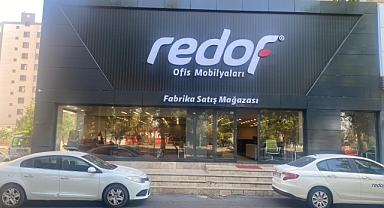 redof®
Ofis Mobilyaları
Fabrika Satış Mağazası
redof